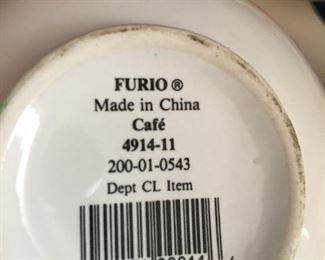 FURIO ®
Made in China
Café
4914-11
200-01-0543
Dept CL Item